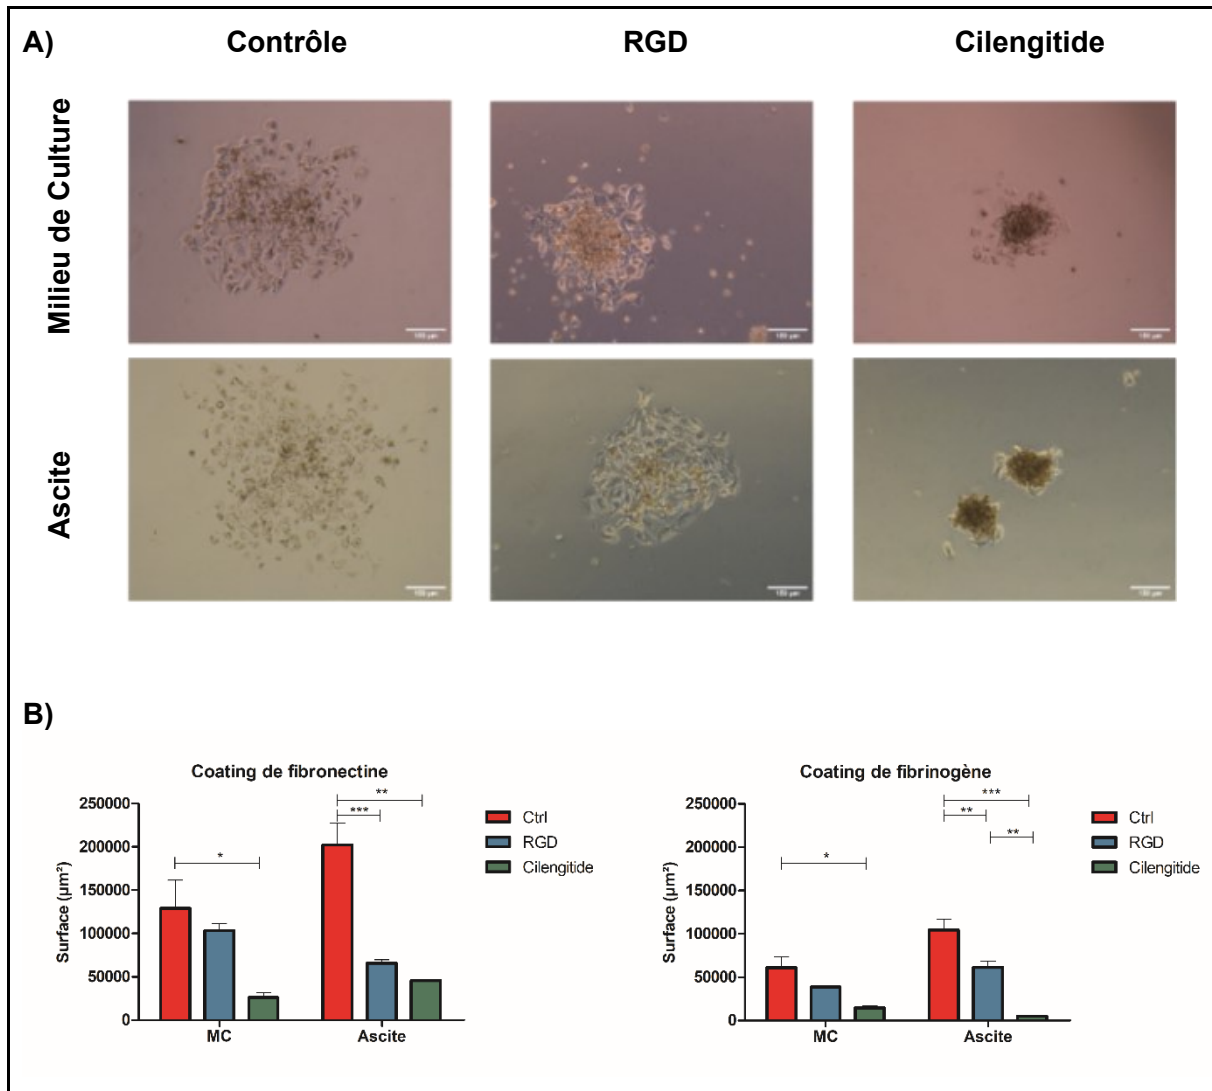 A)
Contrôle
RGD
Cilengitide
Milieu de Culture
Ascite
B)
Coating de fibronectine
Surface (µm²)
250000
200000
150000
100000
50000
0
*
**
***
Ctrl
RGD
Cilengitide
MC
Ascite
Coating de fibrinogène
Surface (µm²)
250000
200000
150000
100000
50000
0
*
***
**
**
Ctrl
RGD
Cilengitide
MC
Ascite